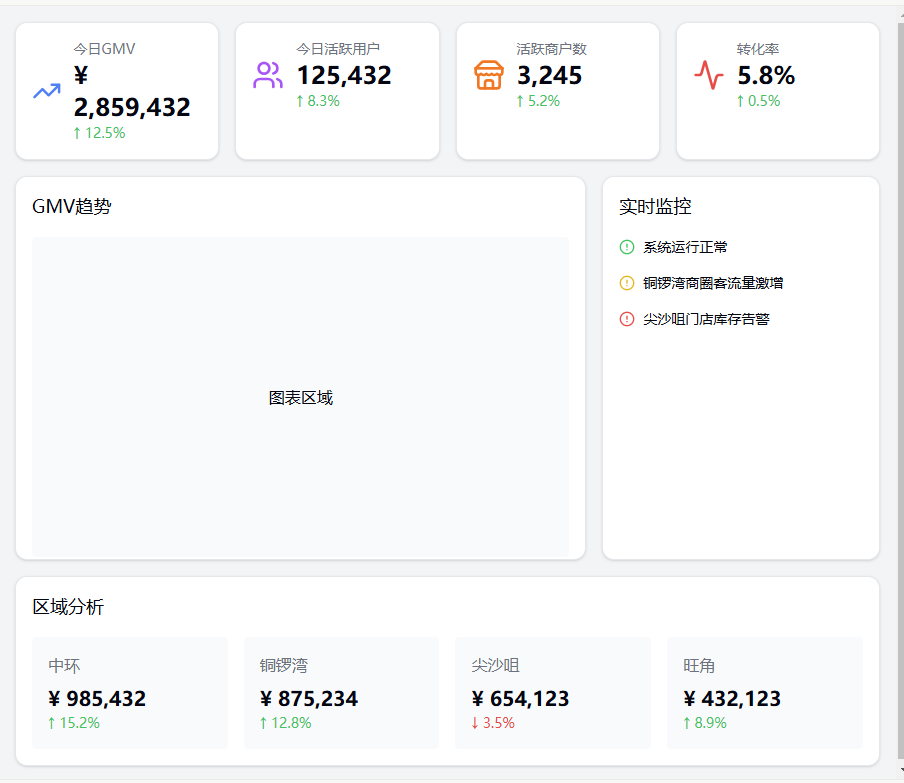 今日GMV
¥
2,859,432
↑ 12.5%
今日活跃用户
125,432
↑ 8.3%
活跃商户数
3,245
↑ 5.2%
转化率
5.8%
↑ 0.5%
GMV趋势
图表区域
实时监控
系统运行正常
铜锣湾商圈客流量激增
尖沙咀门店库存告警
区域分析
中环
¥ 985,432
↑ 15.2%
铜锣湾
¥ 875,234
↑ 12.8%
尖沙咀
¥ 654,123
↓ 3.5%
旺角
¥ 432,123
↑ 8.9%